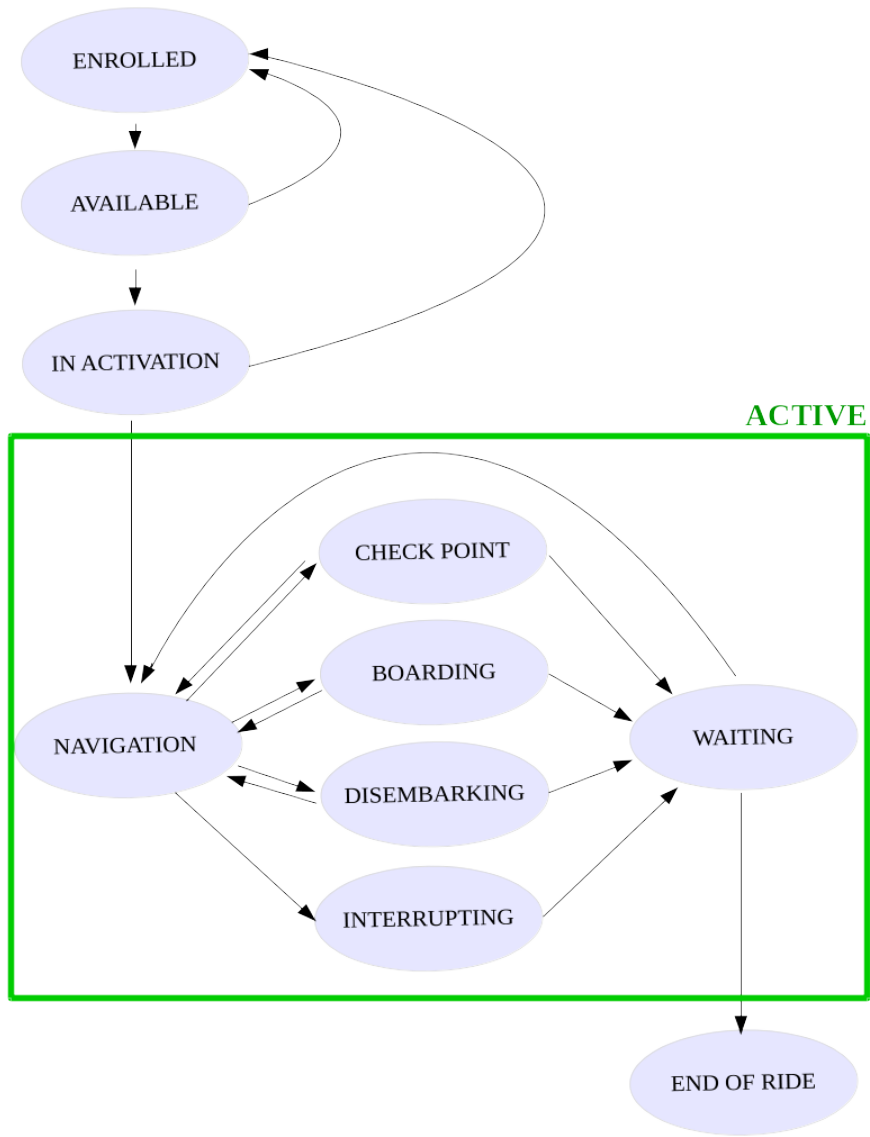 ENROLLED
AVAILABLE
IN ACTIVATION
ACTIVE
CHECK POINT
BOARDING
NAVIGATION
WAITING
DISEMBARKING
INTERRUPTING
END OF RIDE